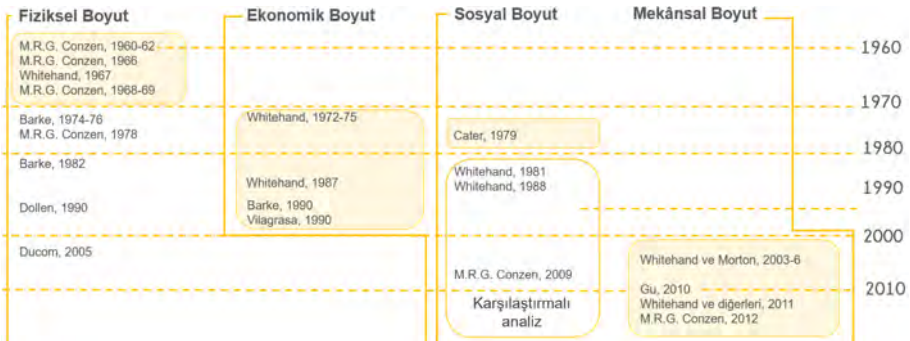 Fiziksel Boyut
M.R.G. Conzen, 1960-62
M.R.G. Conzen, 1966
Whitehand, 1967
M.R.G. Conzen, 1968-69
Barke, 1974-76
M.R.G. Conzen, 1978
Barke, 1982
Dollen, 1990
Ducom, 2005
Ekonomik Boyut
Whitehand, 1972-75
Whitehand, 1987
Barke, 1990
Vilagrasa, 1990
Sosyal Boyut
Cater, 1979
Whitehand, 1981
Whitehand, 1988
M.R.G. Conzen, 2009
Karşılaştırmalı
analiz
Mekânsal Boyut
Whitehand ve Morton, 2003-6
Gu, 2010
Whitehand ve diğerleri, 2011
M.R.G. Conzen, 2012
1960
1970
1980
1990
2000
2010